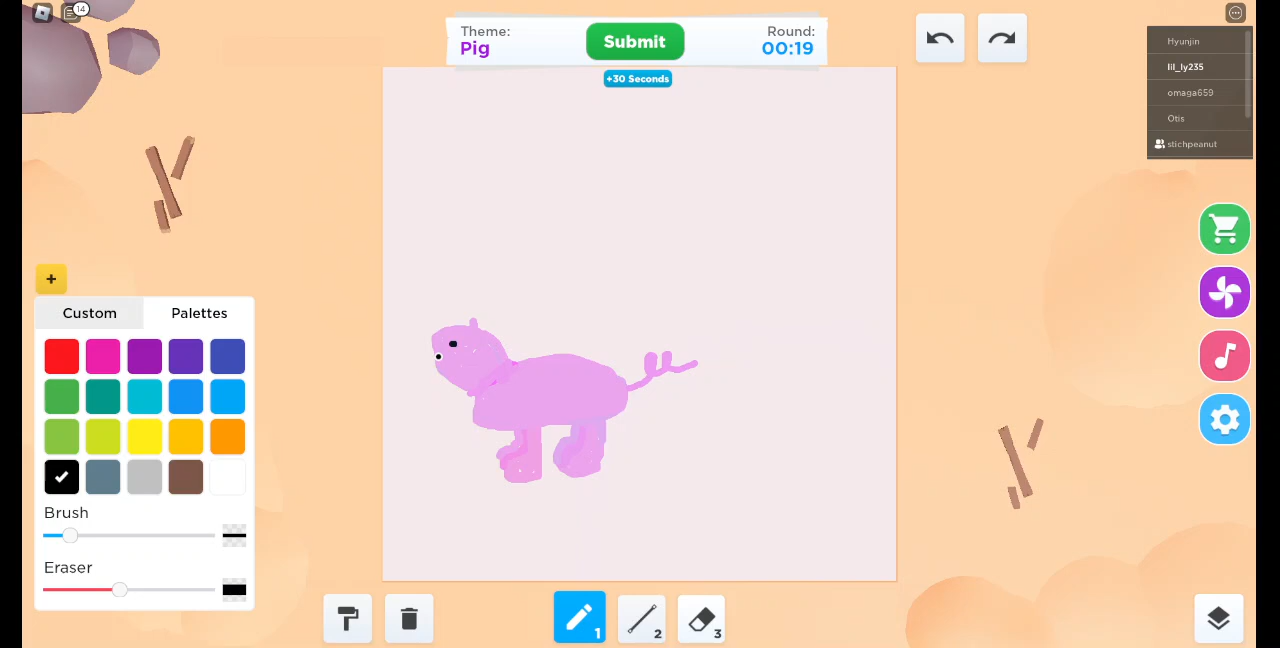 14
Theme:
Pig
Submit
Round:
00:19
+30 Seconds
Hyunjin
lil_ly235
omaga659
Otis
stichpeanut
+
Custom
Palettes
Brush
Eraser
1
2
3